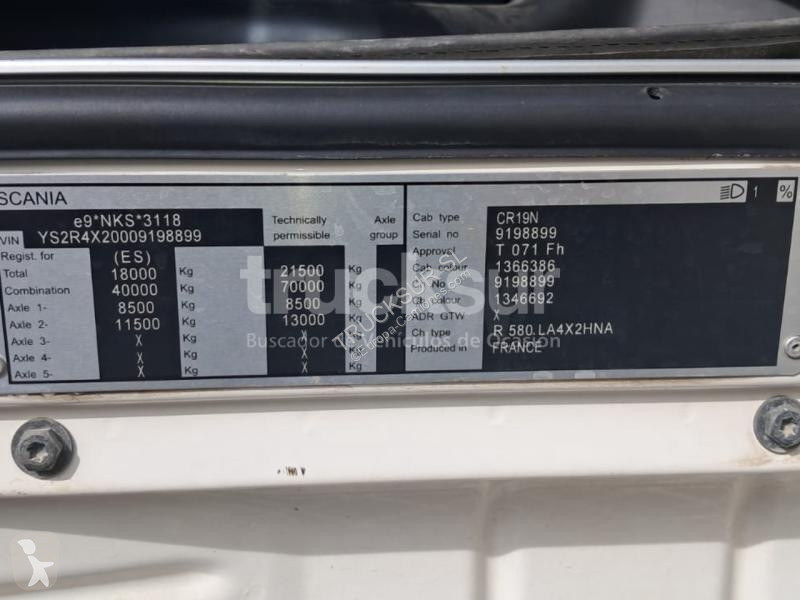 SCANIA
1 %
e9*NKS*3118
VIN YS2R4X20009198899
Regist. for (ES)
Technically permissible
Axle group
Total 18000 Kg 21500 Kg
Combination 40000 Kg 70000 Kg
Axle 1- 8500 Kg 8500 Kg
Axle 2- 11500 Kg 13000 Kg
Axle 3- X Kg X Kg
Axle 4- X Kg X Kg
Axle 5- X Kg X Kg
Cab type CR19N
Serial no 9198899
Approval T 071 Fh
Cab colour 1366386
No 9198899
Ch colour 1346692
ADR GTW X
Ch type R 580.LA4X2HNA
Produced in FRANCE
trucksur
Buscador de Vehículos de Ocasión
TRUCKSUR SL